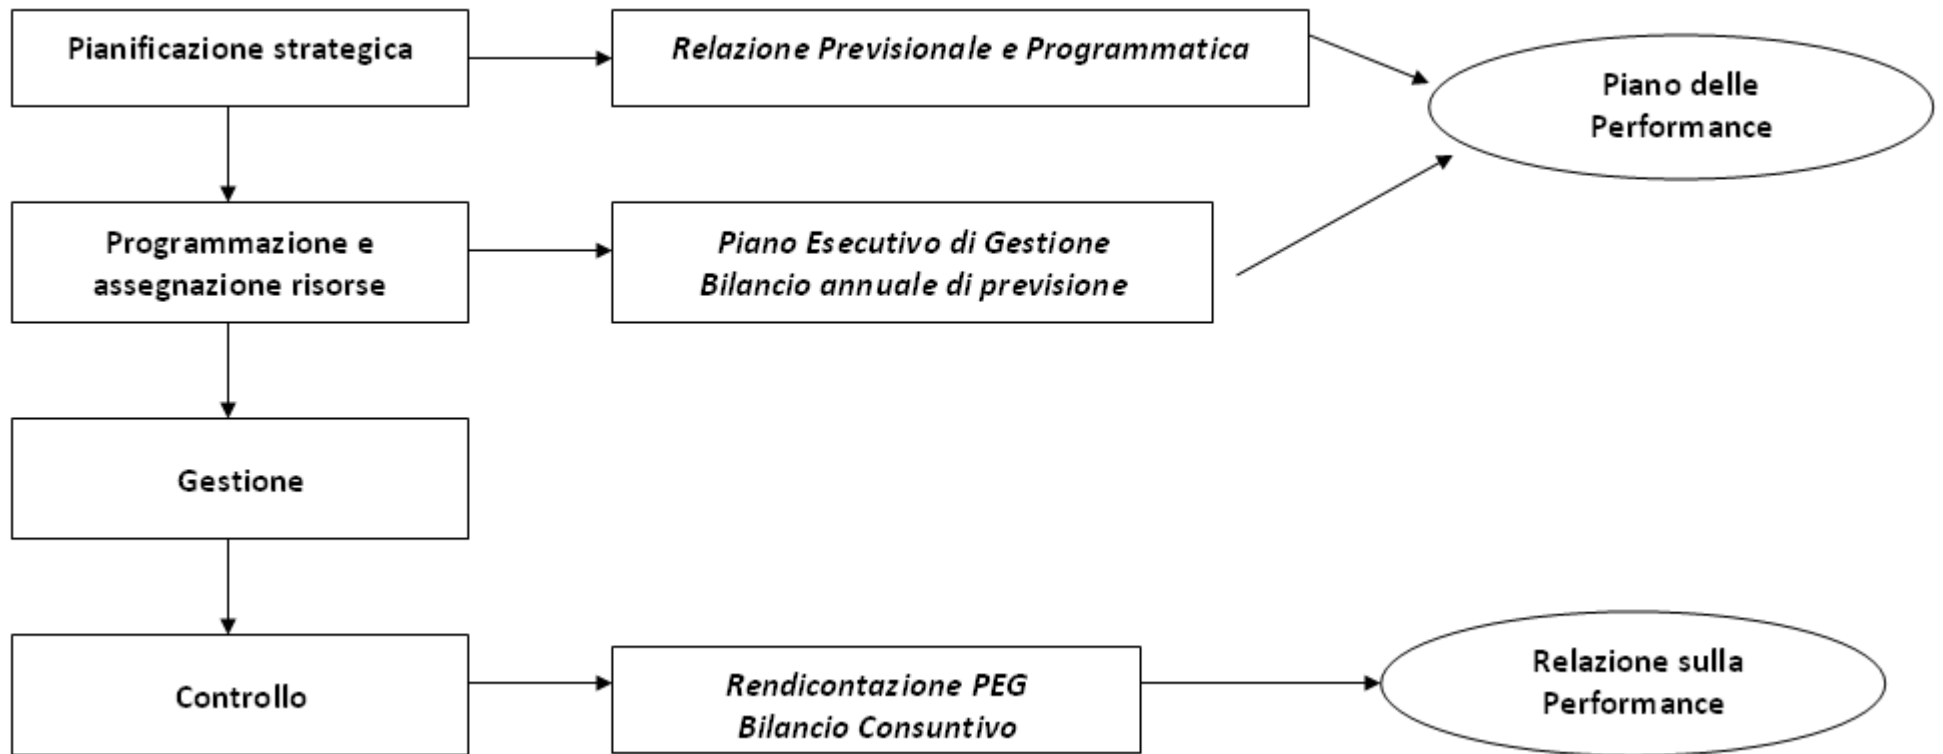 Pianificazione strategica
Relazione Previsionale e Programmatica
Piano delle
Performance
Programmazione e
assegnazione risorse
Piano Esecutivo di Gestione
Bilancio annuale di previsione
Gestione
Controllo
Rendicontazione PEG
Bilancio Consuntivo
Relazione sulla
Performance